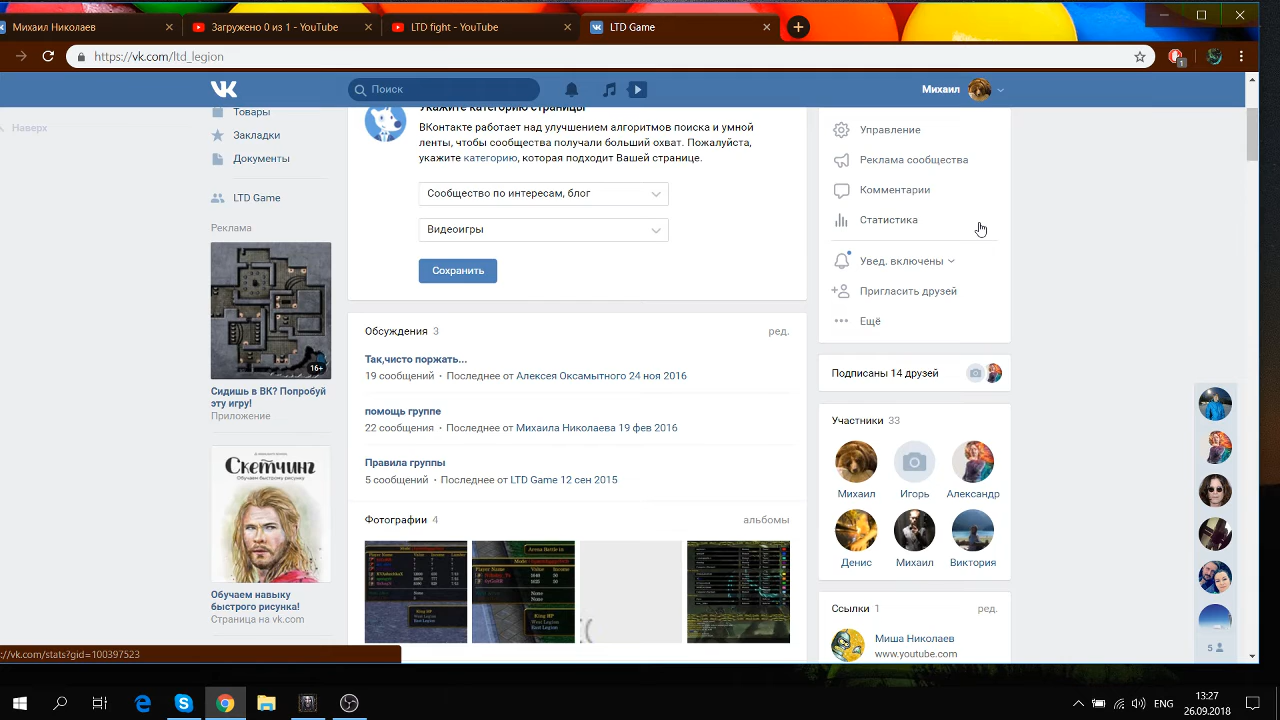 Михаил Николаев
Загружено 0 из 1 - YouTube
LTD fight - YouTube
LTD Game
https://vk.com/ltd_legion
1
Поиск
Михаил
Наверх
Товары
Закладки
Документы
LTD Game
Реклама
16+
Сидишь в ВК? Попробуй
эту игру!
Приложение
Скетчинг
Обучаем быстрому рисунку
Обучаем навыку
быстрого рисунка!
Страница на vk.com
Укажите категорию страницы
ВКонтакте работает над улучшением алгоритмов поиска и умной
ленты, чтобы сообщества получали больший охват. Пожалуйста,
укажите категорию, которая подходит Вашей странице.
Сообщество по интересам, блог
Видеоигры
Сохранить
Обсуждения 3
ред.
Так,чисто поржать...
19 сообщений • Последнее от Алексея Оксамытного 24 ноя 2016
помощь группе
22 сообщения • Последнее от Михаила Николаева 19 фев 2016
Правила группы
5 сообщений • Последнее от LTD Game 12 сен 2015
Фотографии 4
альбомы
Управление
Реклама сообщества
Комментарии
Статистика
Увед. включены
Пригласить друзей
Ещё
Подписаны 14 друзей
Участники 33
Михаил
Игорь
Александр
Денис
Михаил
Виктория
Ссылки 1
ред.
Миша Николаев
www.youtube.com
5
://vk.com/stats?gid=100397523
ENG
13:27
26.09.2018